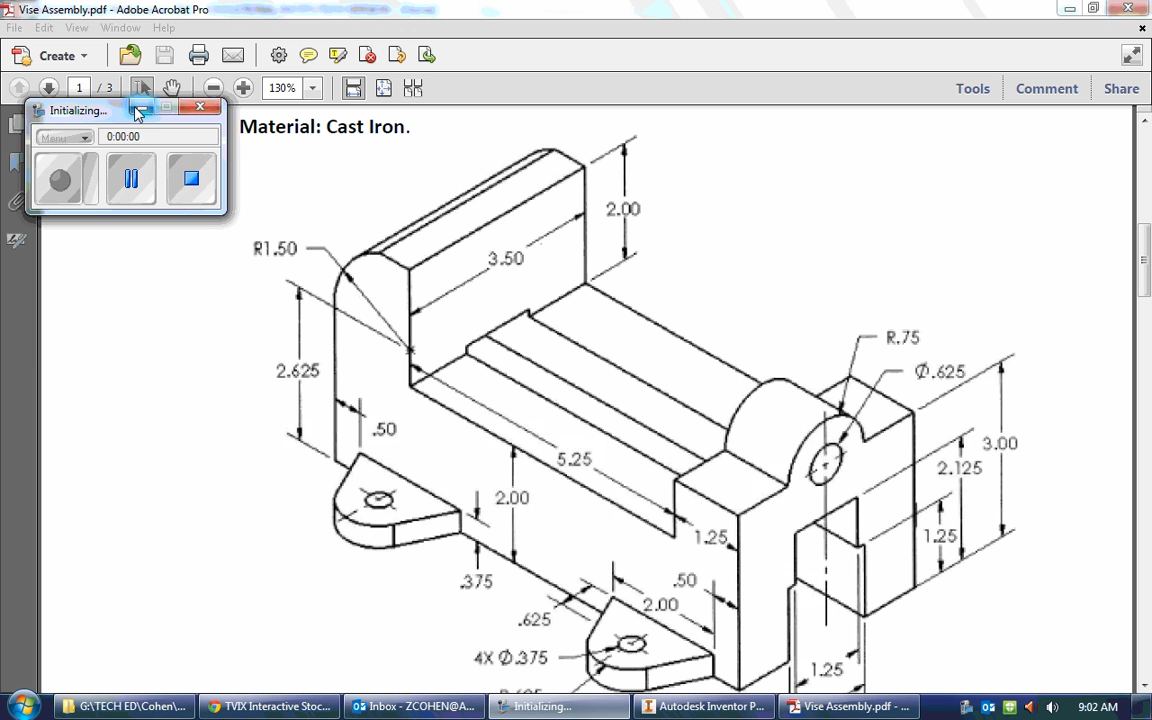 Vise Assembly.pdf - Adobe Acrobat Pro
File Edit View Window Help
Create
1 / 3 130% Tools Comment Share
Initializing...
Menu 0:00:00
Material: Cast Iron.
2.00
R1.50
3.50
R.75
Ø.625
2.625
.50
3.00
5.25
2.125
2.00
1.25
1.25
.375
.50
2.00
.625
4X Ø.375
1.25
G:\TECH ED\Cohen\... TVIX Interactive Stoc... Inbox - ZCOHEN@A... Initializing... Autodesk Inventor P... Vise Assembly.pdf - ... 9:02 AM